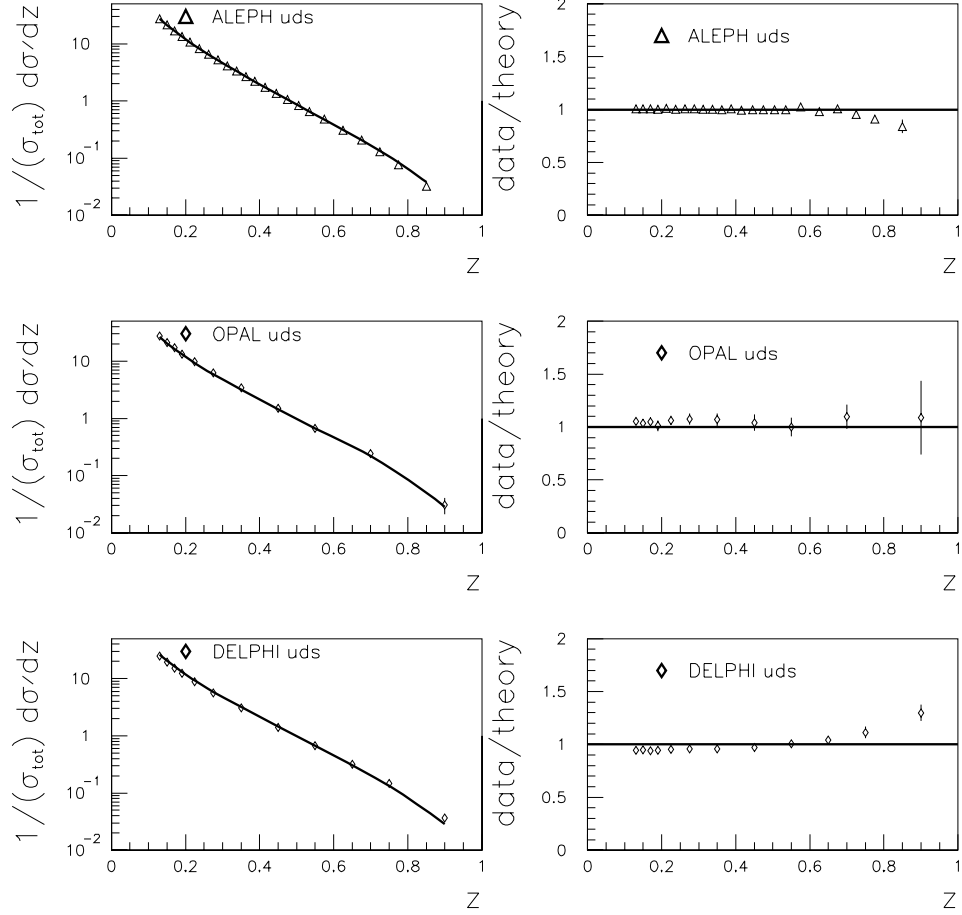 1/(σtot) dσ/dz
10
1
10⁻¹
10⁻²
△ ALEPH uds
0 0.2 0.4 0.6 0.8 1
z
data/theory
2
1.5
1
0.5
0
△ ALEPH uds
0 0.2 0.4 0.6 0.8 1
z
1/(σtot) dσ/dz
10
1
10⁻¹
10⁻²
◇ OPAL uds
0 0.2 0.4 0.6 0.8 1
z
data/theory
2
1.5
1
0.5
0
◇ OPAL uds
0 0.2 0.4 0.6 0.8 1
z
1/(σtot) dσ/dz
10
1
10⁻¹
10⁻²
◇ DELPHI uds
0 0.2 0.4 0.6 0.8 1
z
data/theory
2
1.5
1
0.5
0
◇ DELPHI uds
0 0.2 0.4 0.6 0.8 1
z